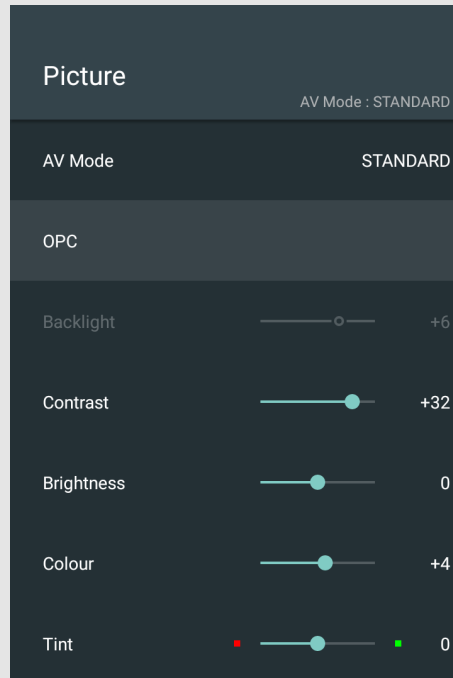 Picture
AV Mode : STANDARD
AV Mode STANDARD
OPC
Backlight +6
Contrast +32
Brightness 0
Colour +4
Tint 0